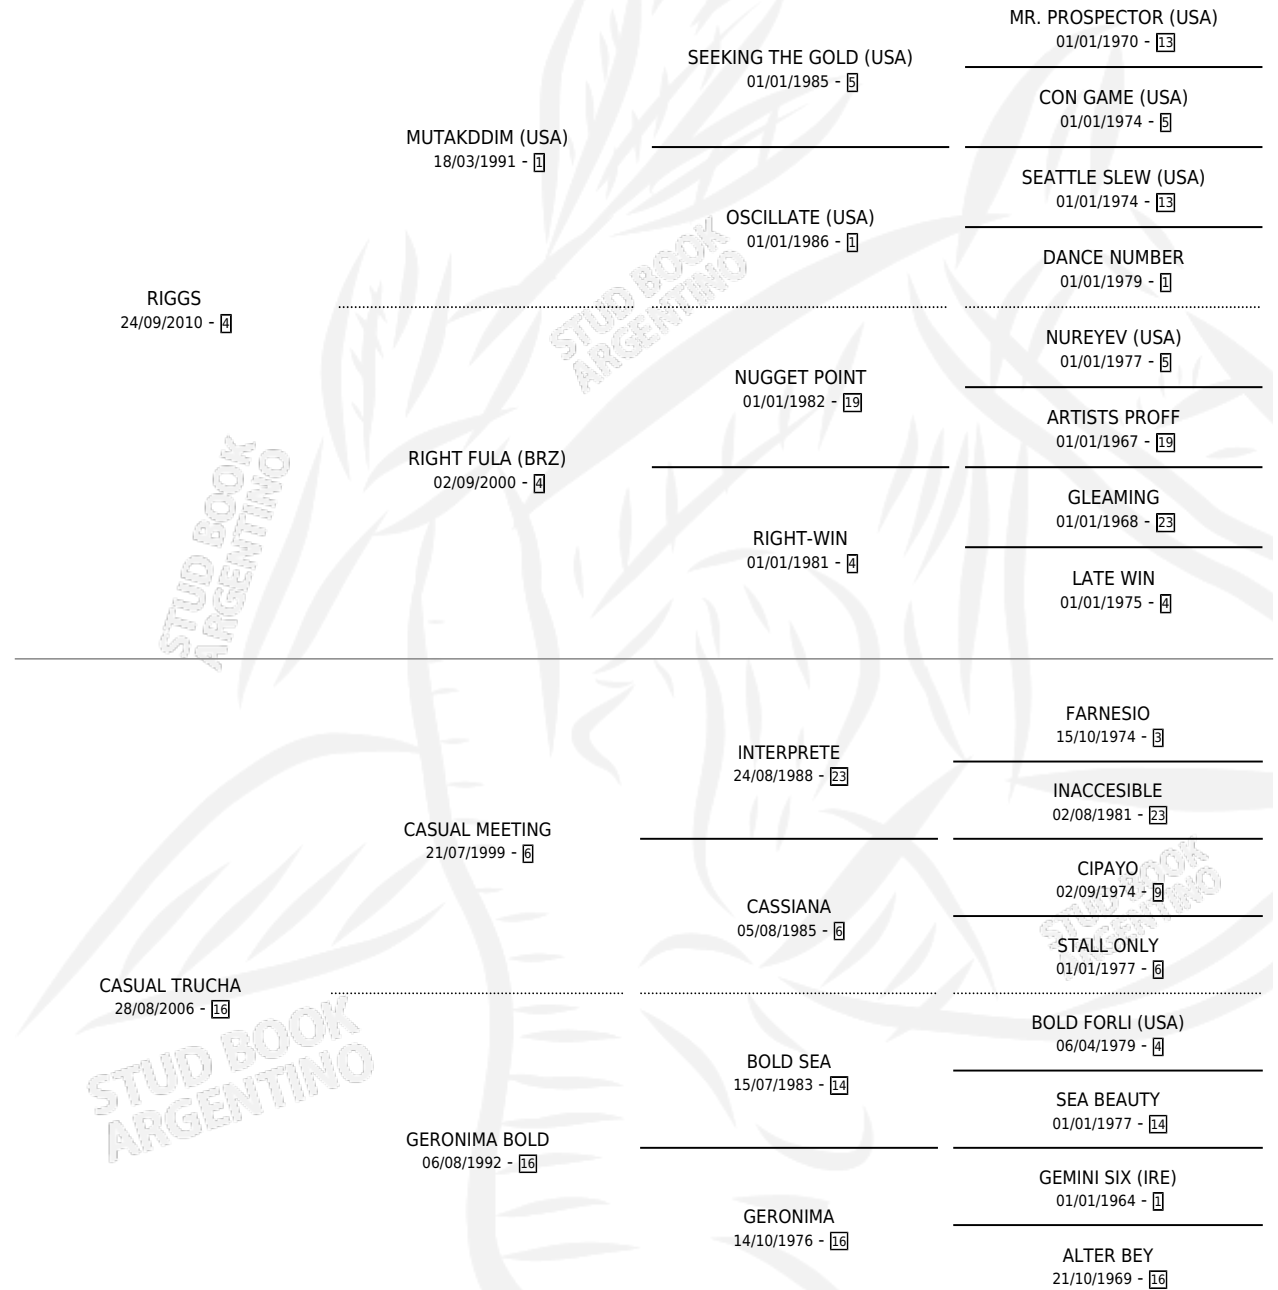 MR. PROSPECTOR (USA)
01/01/1970 - 13
SEEKING THE GOLD (USA)
01/01/1985 - 5
CON GAME (USA)
01/01/1974 - 5
MUTAKDDIM (USA)
18/03/1991 - 1
SEATTLE SLEW (USA)
01/01/1974 - 13
OSCILLATE (USA)
01/01/1986 - 1
DANCE NUMBER
01/01/1979 - 1
RIGGS
24/09/2010 - 4
NUREYEV (USA)
01/01/1977 - 5
NUGGET POINT
01/01/1982 - 19
ARTISTS PROFF
01/01/1967 - 19
RIGHT FULA (BRZ)
02/09/2000 - 4
GLEAMING
01/01/1968 - 23
RIGHT-WIN
01/01/1981 - 4
LATE WIN
01/01/1975 - 4
FARNESIO
15/10/1974 - 3
INTERPRETE
24/08/1988 - 23
INACCESIBLE
02/08/1981 - 23
CASUAL MEETING
21/07/1999 - 6
CIPAYO
02/09/1974 - 9
CASSIANA
05/08/1985 - 6
STALL ONLY
01/01/1977 - 6
CASUAL TRUCHA
28/08/2006 - 16
BOLD FORLI (USA)
06/04/1979 - 4
BOLD SEA
15/07/1983 - 14
SEA BEAUTY
01/01/1977 - 14
GERONIMA BOLD
06/08/1992 - 16
GEMINI SIX (IRE)
01/01/1964 - 1
GERONIMA
14/10/1976 - 16
ALTER BEY
21/10/1969 - 16
STUD BOOK
ARGENTINO
STUD BOOK
ARGENTINO
STUD BOOK
ARGENTINO
STUD BOOK
ARGENTINO